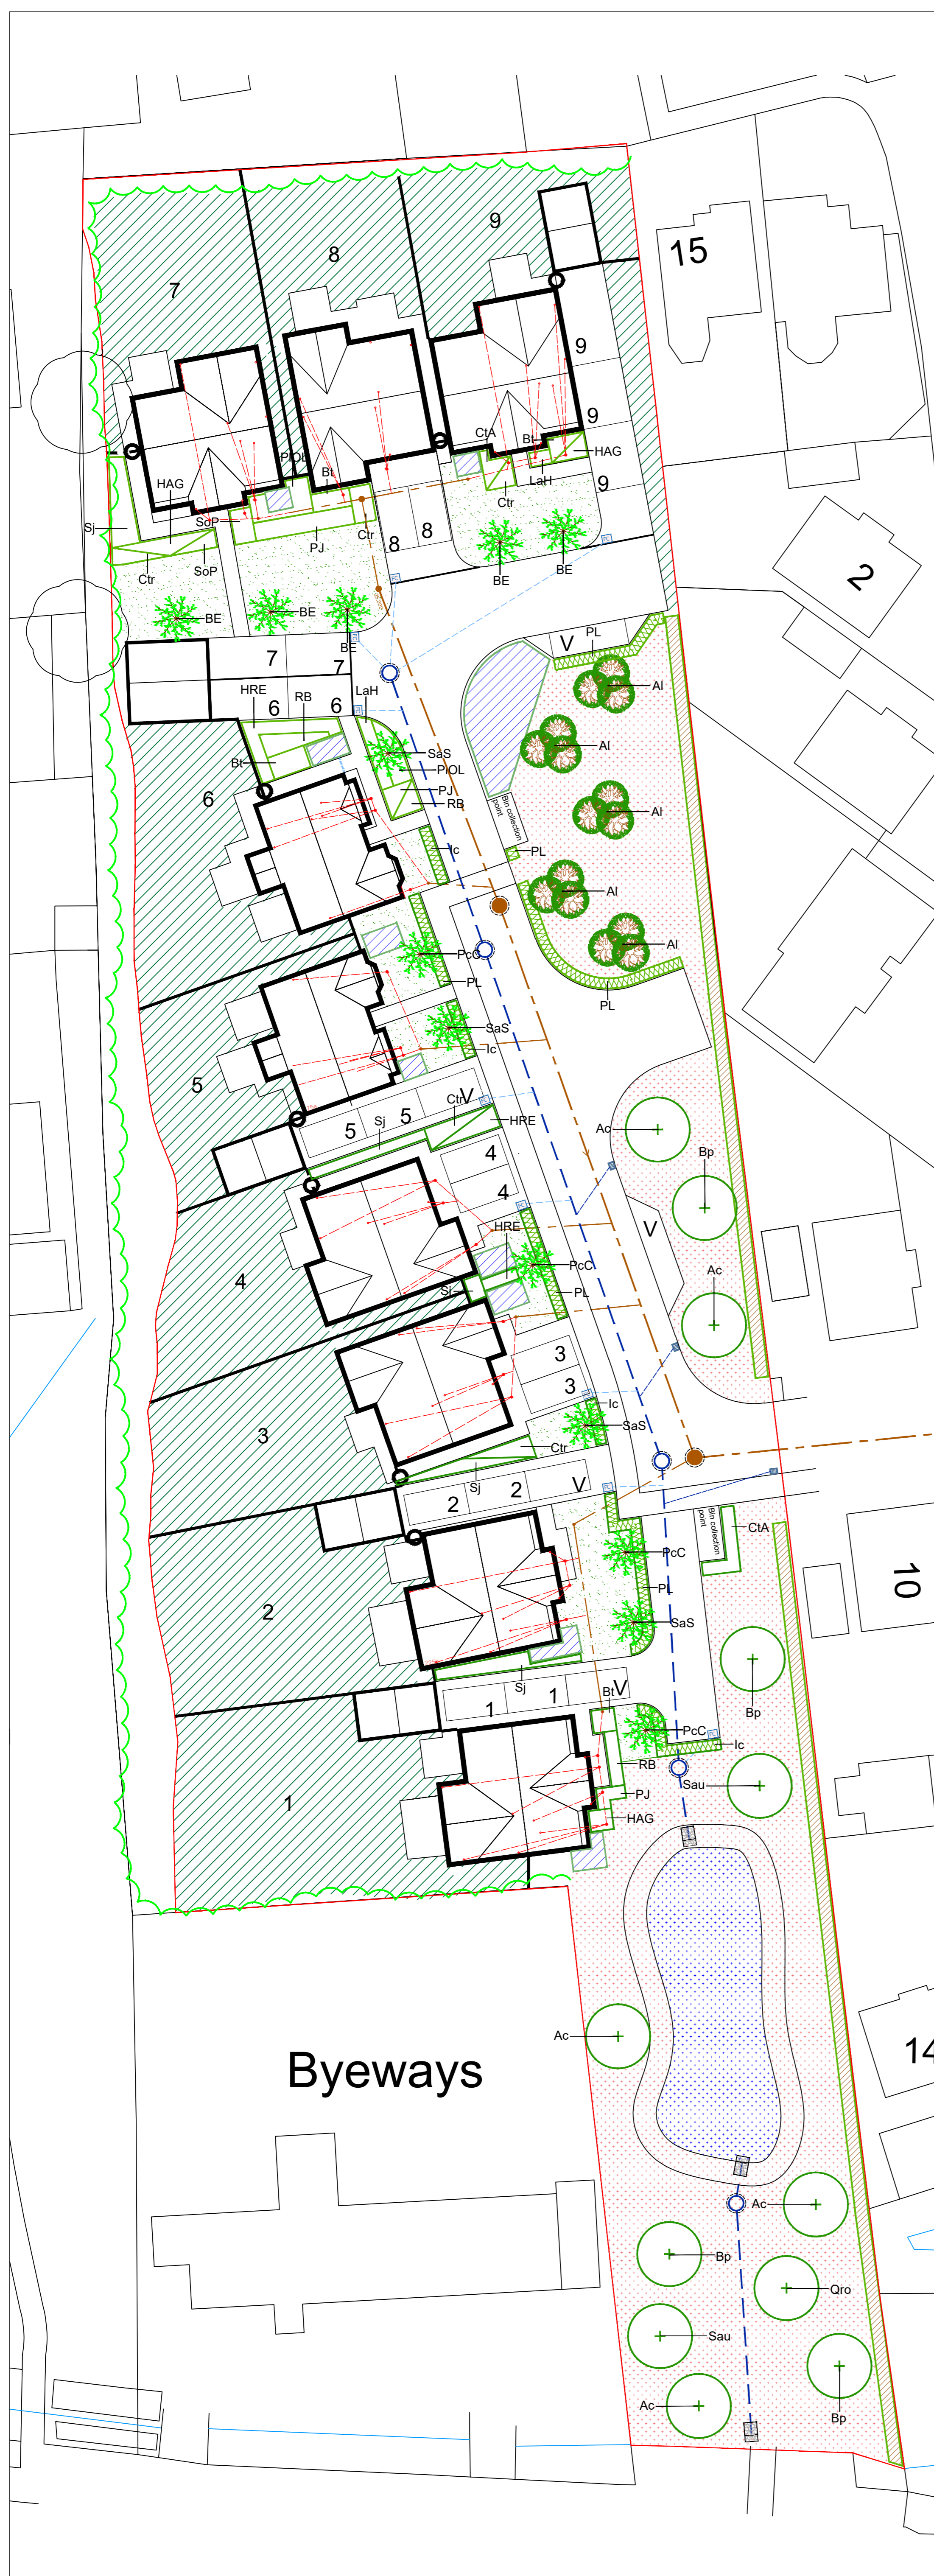 9
8
15
7
9
9
CtA
Bt
HAG
PIOL
Bt
LaH
HAG
9
Ctr
SoP
Ctr
8
Sj
PJ
8
SoP
Ctr
BE
BE
2
BE
BE
BE
V
PL
7
7
LaH
Al
HRE
RB
6
6
SaS
Al
Bt
PIOL
PJ
RB
6
Bin collection
point
Al
Ic
PL
Al
Al
PcC
PL
PL
SaS
Ic
5
Ctr
V
5
5
Sj
HRE
Ac
4
Bp
4
HRE
V
4
PcC
Ac
Sj
PL
3
3
Ic
SaS
3
Ctr
Sj
2
2
V
Bin collection
point
CtA
PcC
10
PL
2
SaS
Sj
Bp
Bt
V
1
1
PcC
Ic
RB
Sau
PJ
1
HAG
Ac
14
Byeways
Ac
Bp
Qro
Sau
Ac
Bp